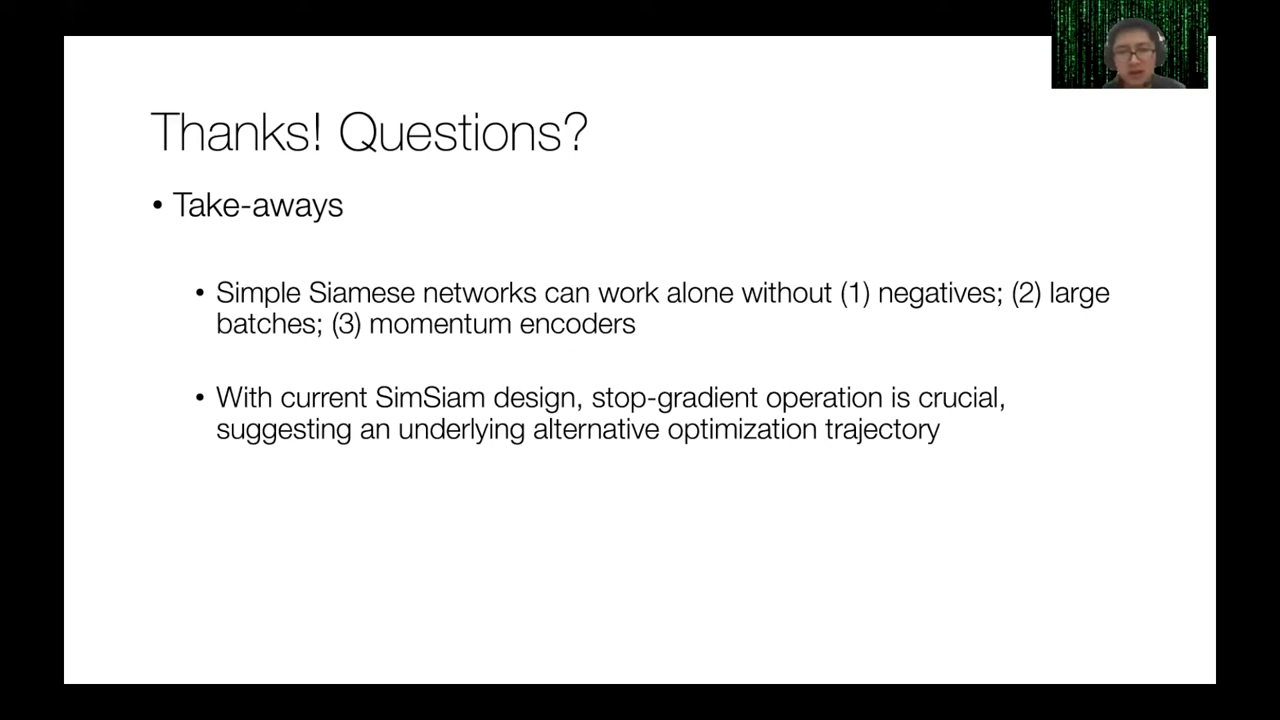 Thanks! Questions?
• Take-aways
• Simple Siamese networks can work alone without (1) negatives; (2) large
batches; (3) momentum encoders
• With current SimSiam design, stop-gradient operation is crucial,
suggesting an underlying alternative optimization trajectory